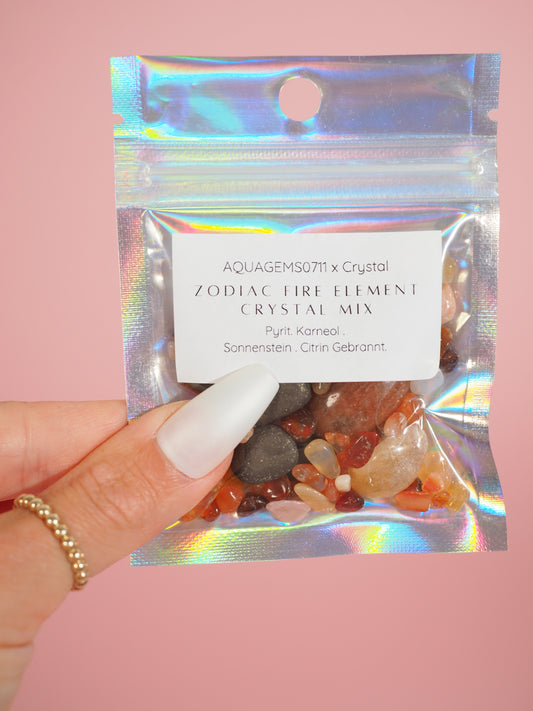 AQUAGEMS0711 x Crystal
ZODIAC FIRE ELEMENT
CRYSTAL MIX
Pyrit. Karneol .
Sonnenstein . Citrin Gebrannt.